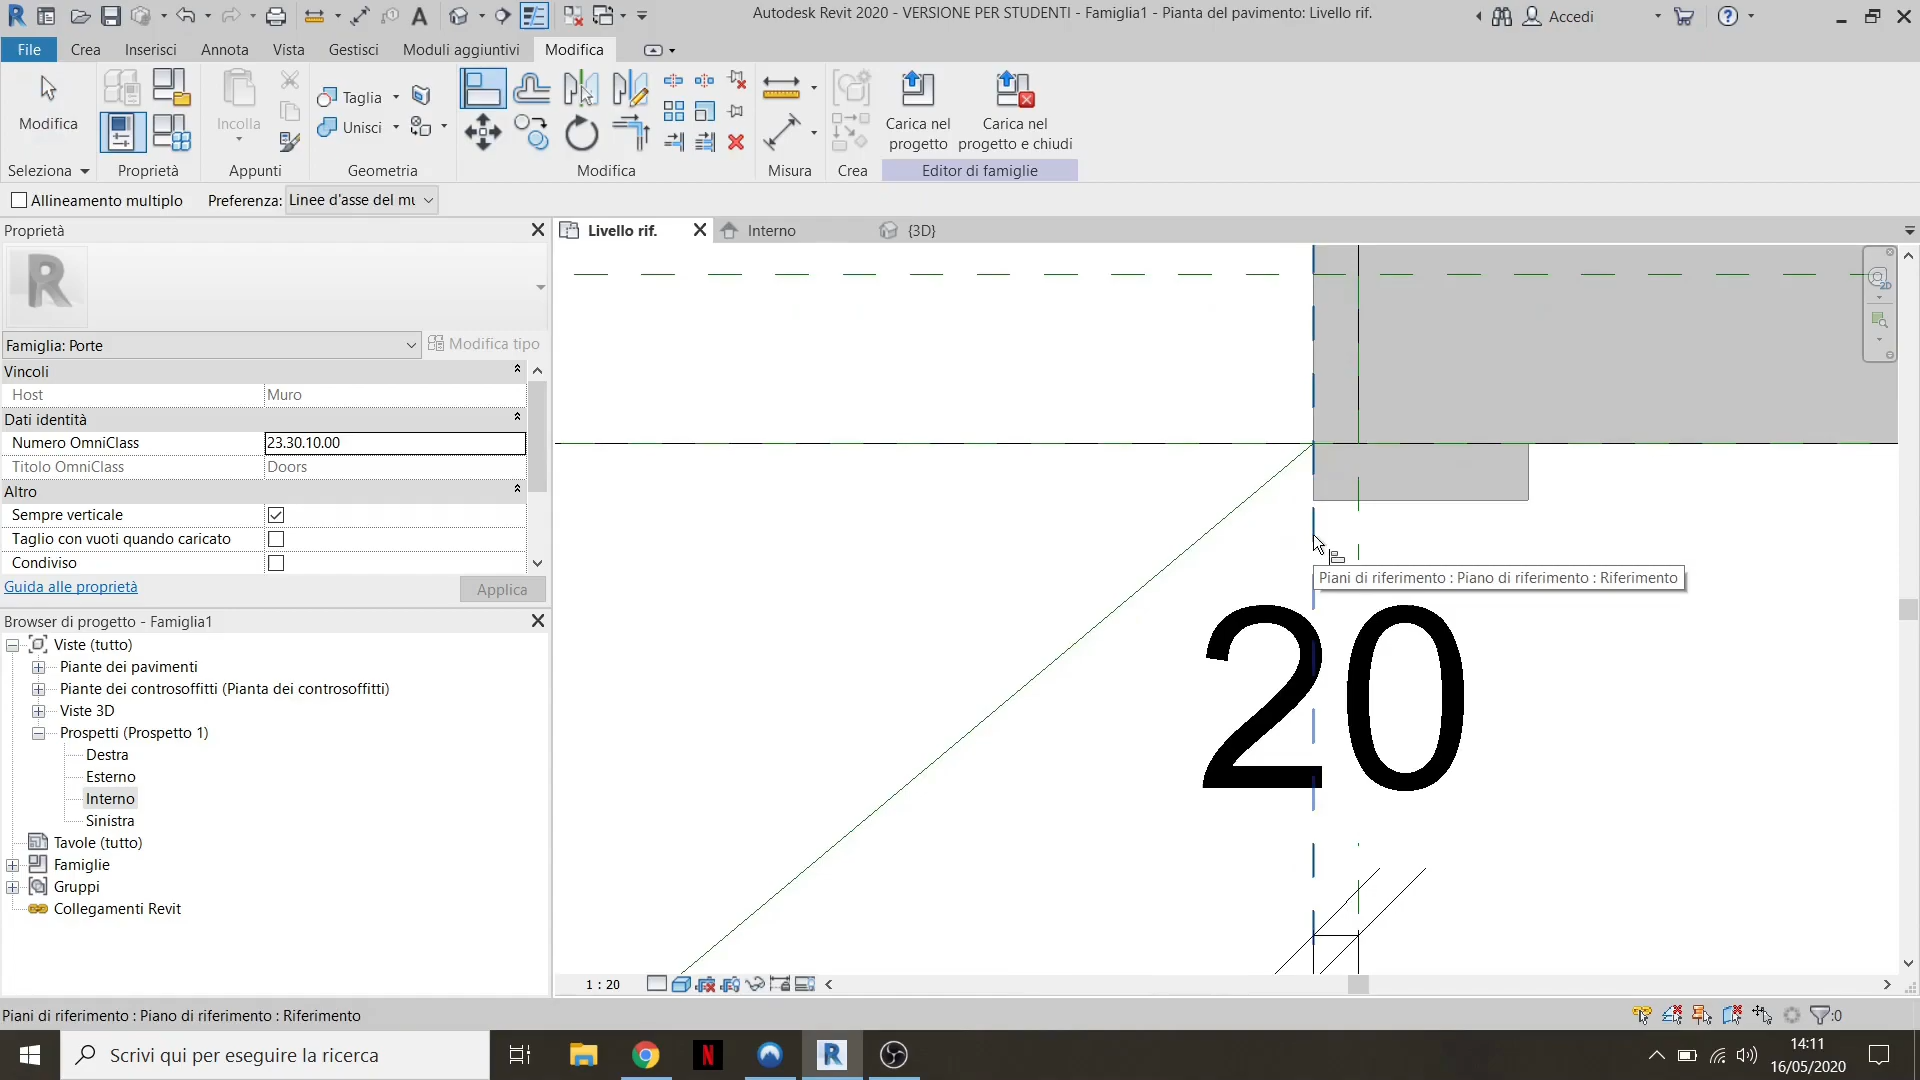 Autodesk Revit 2020 - VERSIONE PER STUDENTI - Famiglia1 - Pianta del pavimento: Livello rif.
Accedi
File Crea Inserisci Annota Vista Gestisci Moduli aggiuntivi Modifica
Modifica
Incolla
Taglia
Unisci
Carica nel progetto
Carica nel progetto e chiudi
Seleziona Proprietà Appunti Geometria Modifica Misura Crea Editor di famiglie
Allineamento multiplo Preferenza: Linee d'asse del mu
Proprietà
Livello rif. Interno {3D}
Famiglia: Porte
Modifica tipo
Vincoli
Host Muro
Dati identità
Numero OmniClass 23.30.10.00
Titolo OmniClass Doors
Altro
Sempre verticale
Taglio con vuoti quando caricato
Condiviso
Guida alle proprietà
Applica
Browser di progetto - Famiglia1
Viste (tutto)
Piante dei pavimenti
Piante dei controsoffitti (Pianta dei controsoffitti)
Viste 3D
Prospetti (Prospetto 1)
Destra
Esterno
Interno
Sinistra
Tavole (tutto)
Famiglie
Gruppi
Collegamenti Revit
Piani di riferimento : Piano di riferimento : Riferimento
20
1 : 20
Piani di riferimento : Piano di riferimento : Riferimento
:0
Scrivi qui per eseguire la ricerca
14:11
16/05/2020